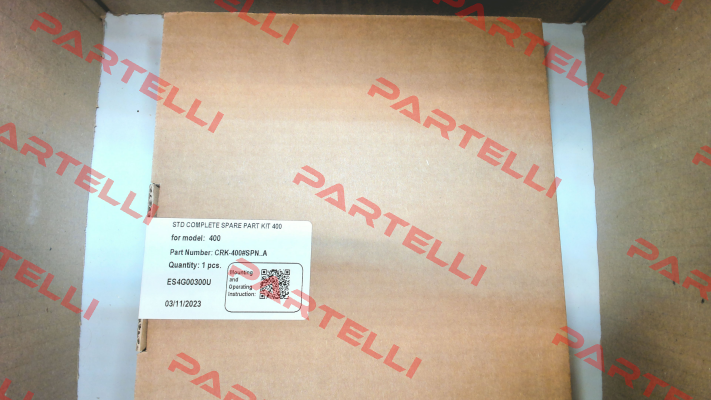 STD COMPLETE SPARE PART KIT 400
for model: 400
Part Number: CRK-400#SPN_A
Quantity: 1 pcs.
ES4G00300U
03/11/2023
Mounting
and
Operating
instruction:
PARTELLI
PARTELLI
PARTELLI
PARTELLI
PARTELLI
PARTELLI
PARTELLI
PARTELLI
PARTELLI